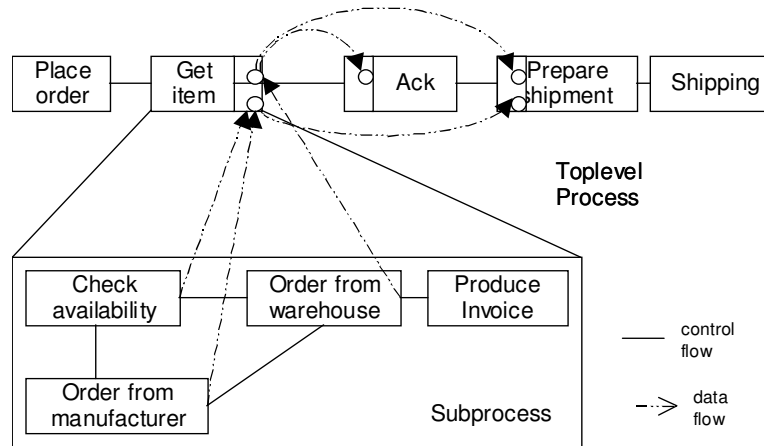 Place
order
Get
item
Ack
Prepare
shipment
Shipping
Toplevel
Process
Check
availability
Order from
warehouse
Produce
Invoice
Order from
manufacturer
Subprocess
control
flow
data
flow